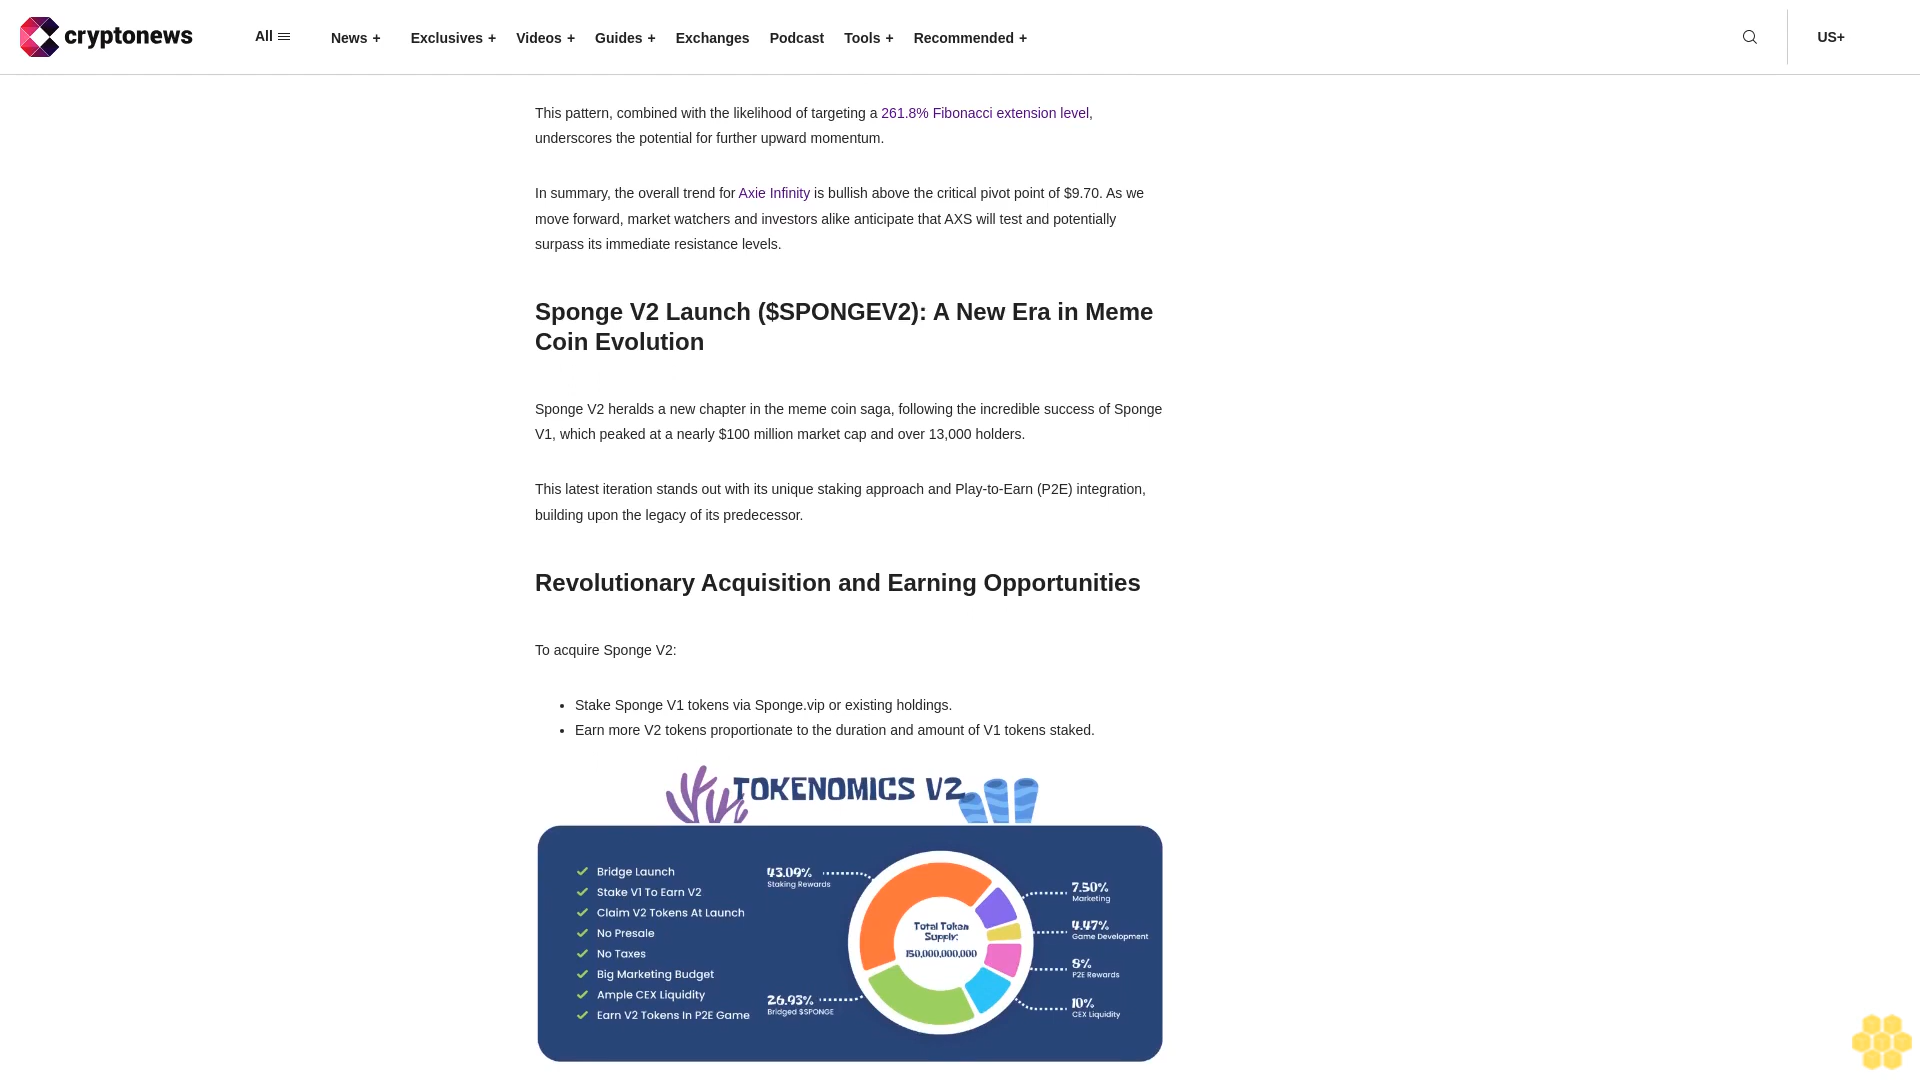 cryptonews
All
News +
Exclusives +
Videos +
Guides +
Exchanges
Podcast
Tools +
Recommended +
US+
This pattern, combined with the likelihood of targeting a 261.8% Fibonacci extension level,
underscores the potential for further upward momentum.
In summary, the overall trend for Axie Infinity is bullish above the critical pivot point of $9.70. As we
move forward, market watchers and investors alike anticipate that AXS will test and potentially
surpass its immediate resistance levels.
Sponge V2 Launch ($SPONGEV2): A New Era in Meme
Coin Evolution
Sponge V2 heralds a new chapter in the meme coin saga, following the incredible success of Sponge
V1, which peaked at a nearly $100 million market cap and over 13,000 holders.
This latest iteration stands out with its unique staking approach and Play-to-Earn (P2E) integration,
building upon the legacy of its predecessor.
Revolutionary Acquisition and Earning Opportunities
To acquire Sponge V2:
• Stake Sponge V1 tokens via Sponge.vip or existing holdings.
• Earn more V2 tokens proportionate to the duration and amount of V1 tokens staked.
TOKENOMICS V2
Bridge Launch
Stake V1 To Earn V2
Claim V2 Tokens At Launch
No Presale
No Taxes
Big Marketing Budget
Ample CEX Liquidity
Earn V2 Tokens In P2E Game
43.09%
Staking Rewards
26.93%
Bridged $SPONGE
Total Token
Supply:
150,000,000,000
7.50%
Marketing
4.47%
Game Development
8%
P2E Rewards
10%
CEX Liquidity